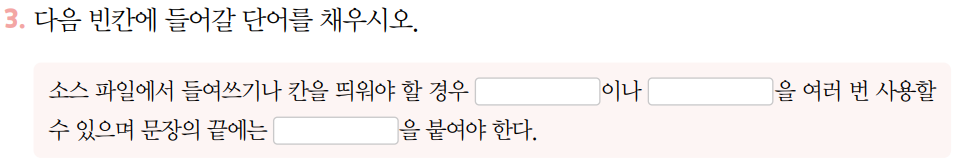 3. 다음 빈칸에 들어갈 단어를 채우시오.
소스 파일에서 들여쓰기나 칸을 띄워야 할 경우 이나 을 여러 번 사용할
수 있으며 문장의 끝에는 을 붙여야 한다.